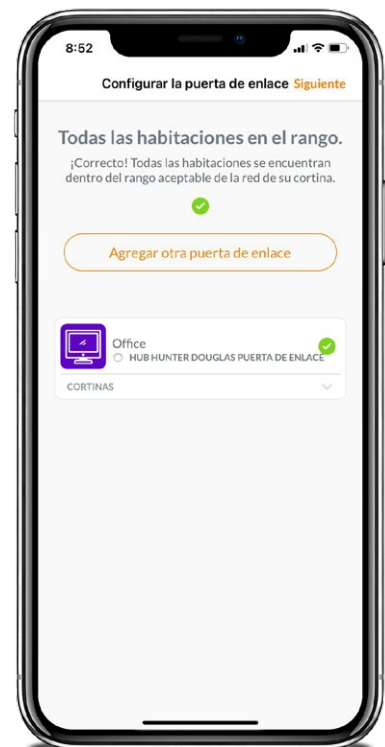 8:52
Configurar la puerta de enlace Siguiente
Todas las habitaciones en el rango.
¡Correcto! Todas las habitaciones se encuentran
dentro del rango aceptable de la red de su cortina.
Agregar otra puerta de enlace
Office
HUB HUNTER DOUGLAS PUERTA DE ENLACE
CORTINAS